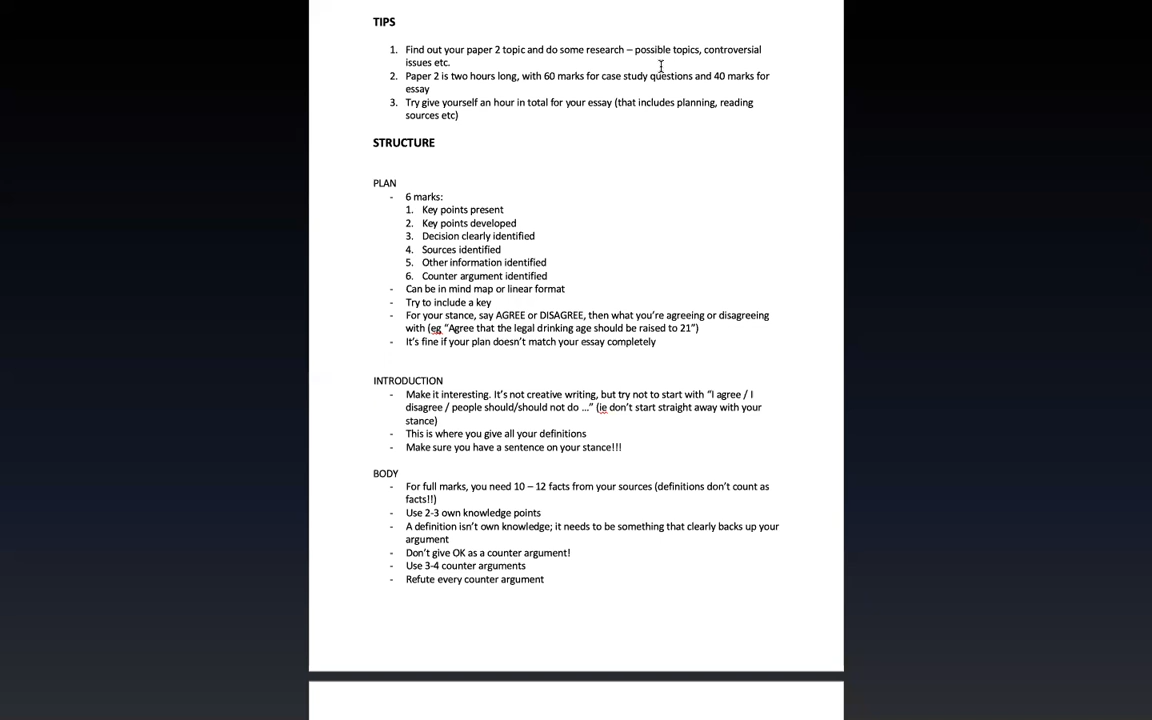 TIPS
1. Find out your paper 2 topic and do some research – possible topics, controversial
issues etc.
2. Paper 2 is two hours long, with 60 marks for case study questions and 40 marks for
essay
3. Try give yourself an hour in total for your essay (that includes planning, reading
sources etc)
STRUCTURE
PLAN
- 6 marks:
1. Key points present
2. Key points developed
3. Decision clearly identified
4. Sources identified
5. Other information identified
6. Counter argument identified
- Can be in mind map or linear format
- Try to include a key
- For your stance, say AGREE or DISAGREE, then what you're agreeing or disagreeing
with (eg "Agree that the legal drinking age should be raised to 21")
- It's fine if your plan doesn't match your essay completely
INTRODUCTION
- Make it interesting. It's not creative writing, but try not to start with "I agree / I
disagree / people should/should not do ..." (ie don't start straight away with your
stance)
- This is where you give all your definitions
- Make sure you have a sentence on your stance!!!
BODY
- For full marks, you need 10 – 12 facts from your sources (definitions don't count as
facts!!)
- Use 2-3 own knowledge points
- A definition isn't own knowledge; it needs to be something that clearly backs up your
argument
- Don't give OK as a counter argument!
- Use 3-4 counter arguments
- Refute every counter argument